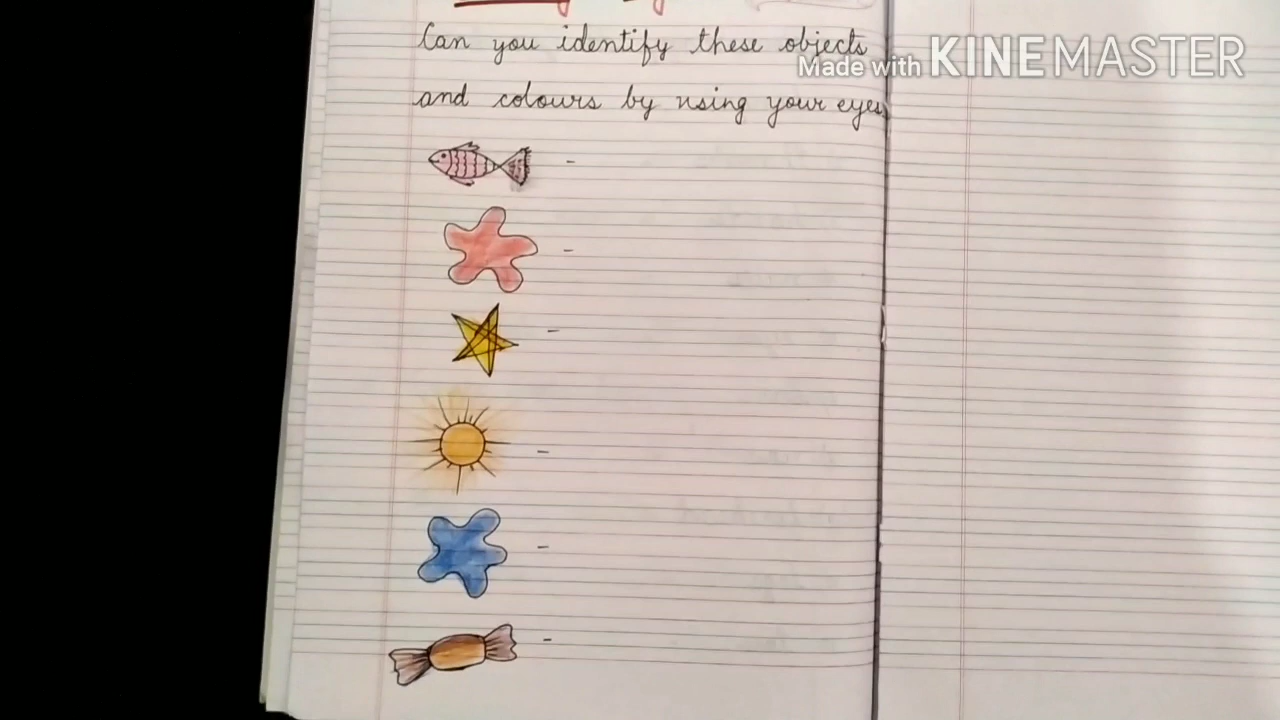 Can you identify these objects
and colours by using your eyes
Made with KINEMASTER